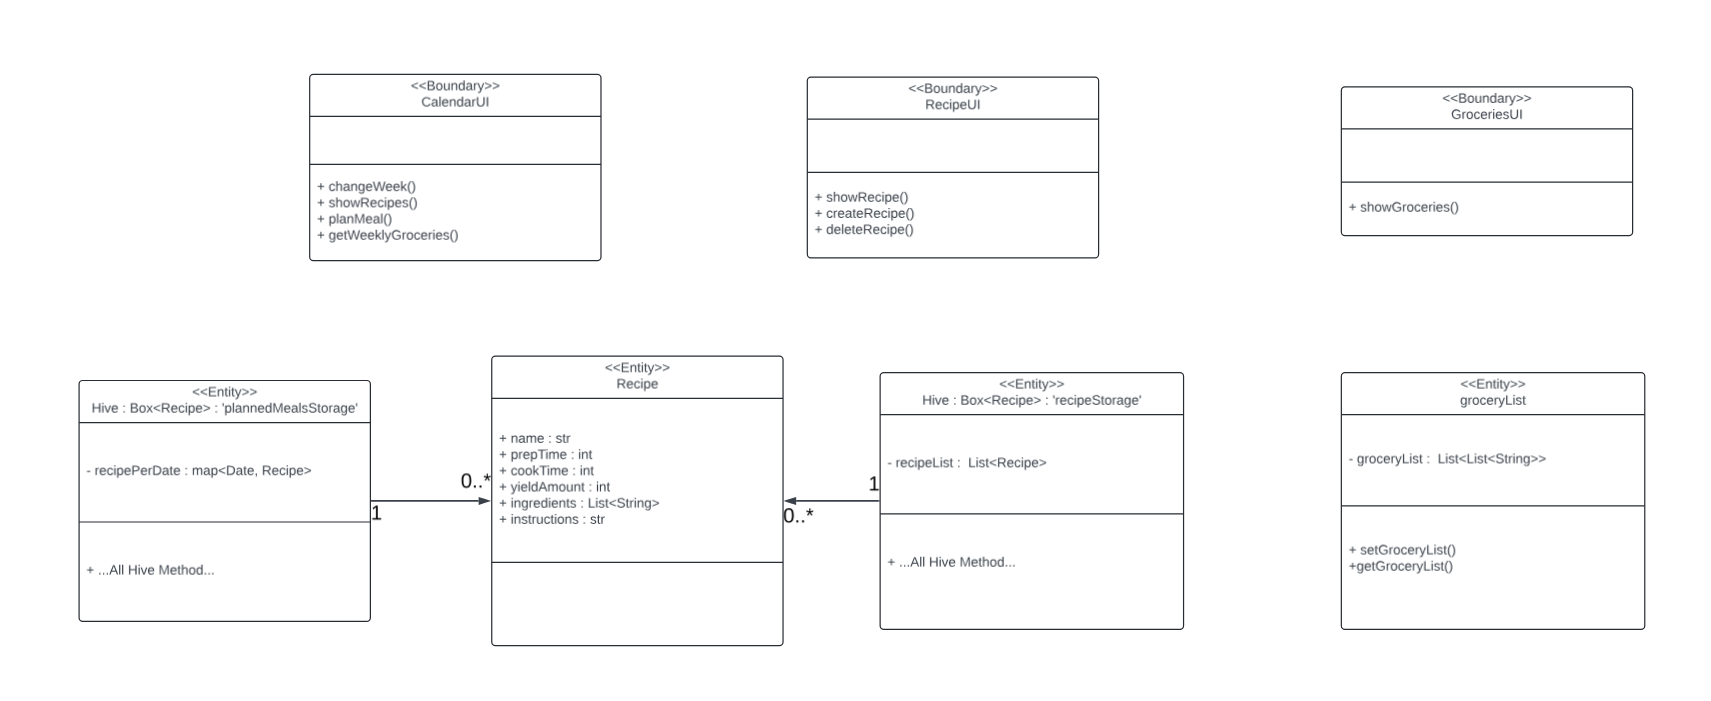 <<Boundary>>
CalendarUI
+ changeWeek()
+ showRecipes()
+ planMeal()
+ getWeeklyGroceries()
<<Boundary>>
RecipeUI
+ showRecipe()
+ createRecipe()
+ deleteRecipe()
<<Boundary>>
GroceriesUI
+ showGroceries()
<<Entity>>
Hive : Box<Recipe> : 'plannedMealsStorage'
- recipePerDate : map<Date, Recipe>
+ ...All Hive Method...
1
0..*
<<Entity>>
Recipe
+ name : str
+ prepTime : int
+ cookTime : int
+ yieldAmount : int
+ ingredients : List<String>
+ instructions : str
0..*
1
<<Entity>>
Hive : Box<Recipe> : 'recipeStorage'
- recipeList :  List<Recipe>
+ ...All Hive Method...
<<Entity>>
groceryList
- groceryList :  List<List<String>>
+ setGroceryList()
+getGroceryList()